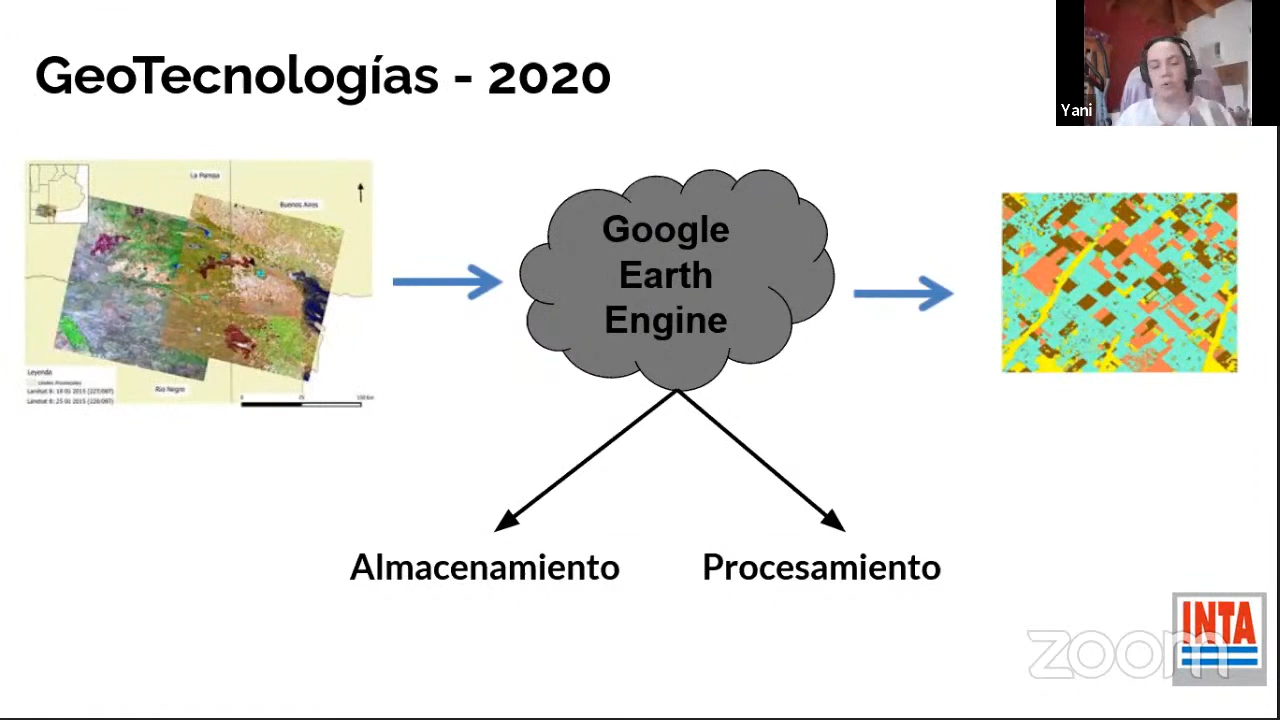 GeoTecnologías - 2020
Yani
La Pampa
Buenos Aires
Google
Earth
Engine
Leyenda
Río Negro
Almacenamiento
Procesamiento
INTA
zoom